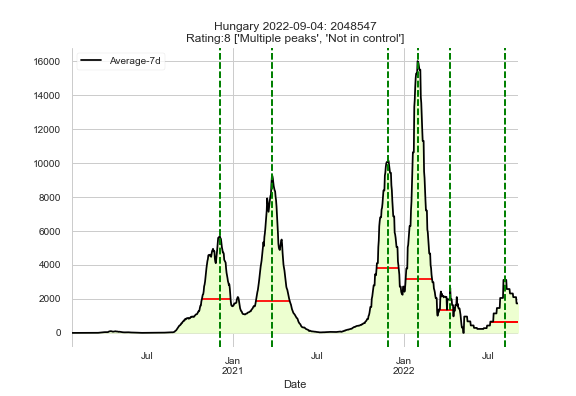 Hungary 2022-09-04: 2048547
Rating:8 ['Multiple peaks', 'Not in control']
Average-7d
16000
14000
12000
10000
8000
6000
4000
2000
0
Jul
Jan
2021
Jul
Jan
2022
Jul
Date